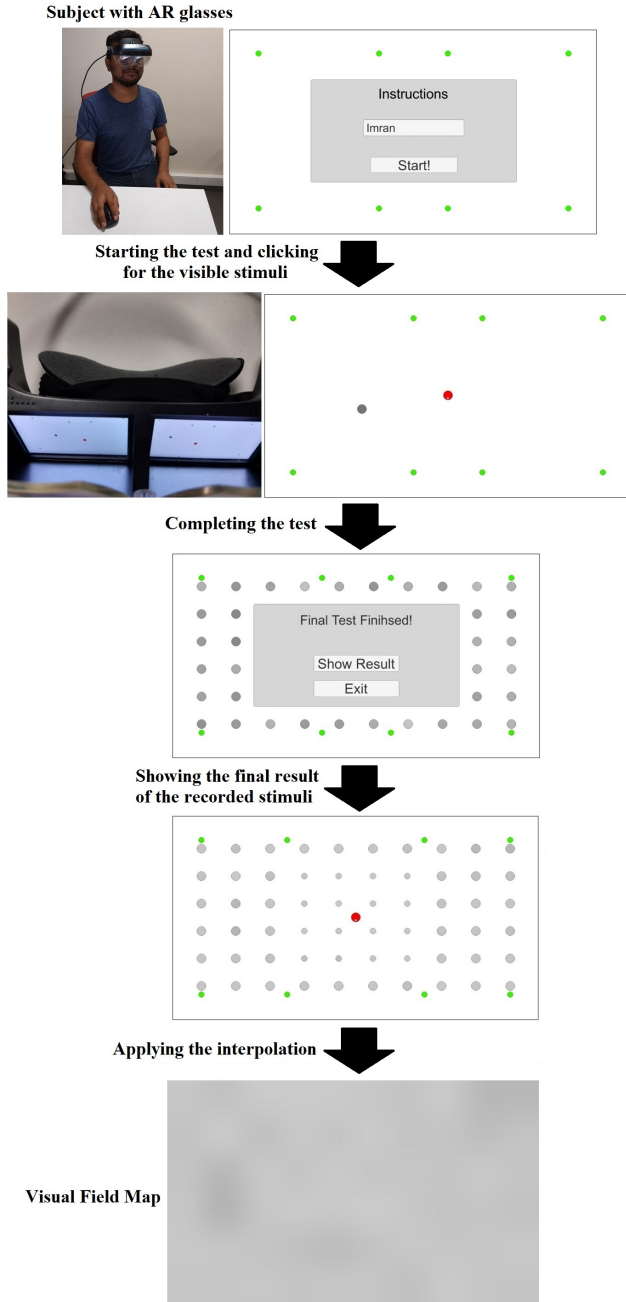 Subject with AR glasses
Instructions
Imran
Start!
Starting the test and clicking
for the visible stimuli
Completing the test
Final Test Finihsed!
Show Result
Exit
Showing the final result
of the recorded stimuli
Applying the interpolation
Visual Field Map